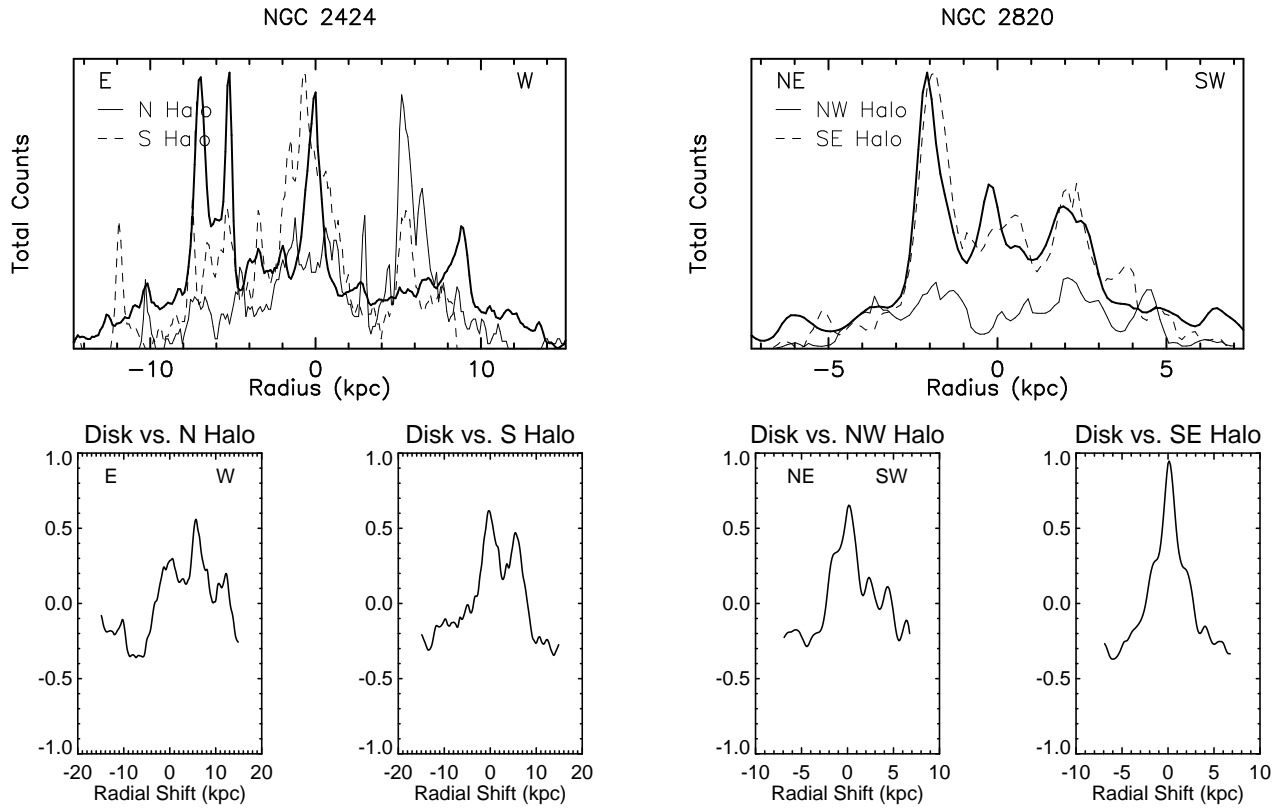 NGC 2424
NGC 2820
E
W
N Halo
S Halo
Total Counts
−10
0
10
Radius (kpc)
NE
SW
NW Halo
SE Halo
Total Counts
−5
0
5
Radius (kpc)
Disk vs. N Halo
Disk vs. S Halo
Disk vs. NW Halo
Disk vs. SE Halo
1.0
0.5
0.0
-0.5
-1.0
E
W
-20 -10 0 10 20
Radial Shift (kpc)
1.0
0.5
0.0
-0.5
-1.0
-20 -10 0 10 20
Radial Shift (kpc)
1.0
0.5
0.0
-0.5
-1.0
NE
SW
-10 -5 0 5 10
Radial Shift (kpc)
1.0
0.5
0.0
-0.5
-1.0
-10 -5 0 5 10
Radial Shift (kpc)